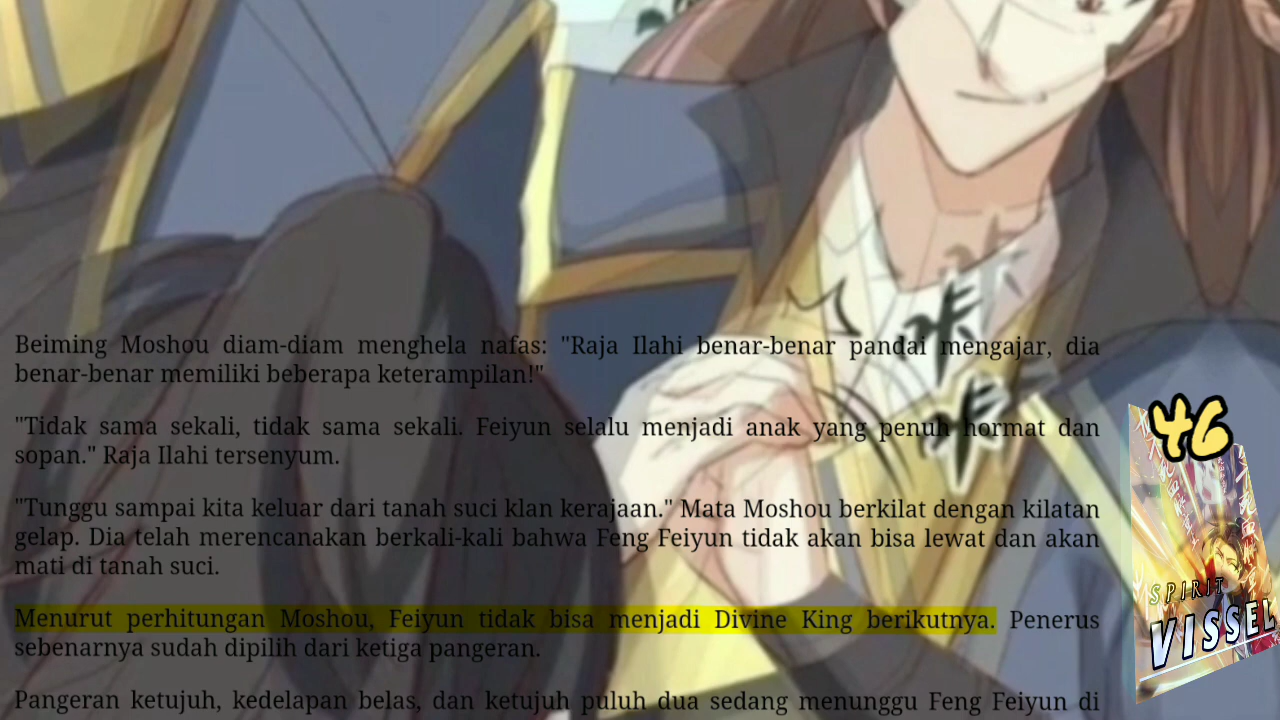 Beiming Moshou diam-diam menghela nafas: "Raja Ilahi benar-benar pandai mengajar, dia
benar-benar memiliki beberapa keterampilan!"
"Tidak sama sekali, tidak sama sekali. Feiyun selalu menjadi anak yang penuh hormat dan
sopan." Raja Ilahi tersenyum.
"Tunggu sampai kita keluar dari tanah suci klan kerajaan." Mata Moshou berkilat dengan kilatan
gelap. Dia telah merencanakan berkali-kali bahwa Feng Feiyun tidak akan bisa lewat dan akan
mati di tanah suci.
Menurut perhitungan Moshou, Feiyun tidak bisa menjadi Divine King berikutnya. Penerus
sebenarnya sudah dipilih dari ketiga pangeran.
Pangeran ketujuh, kedelapan belas, dan ketujuh puluh dua sedang menunggu Feng Feiyun di
咔
咔
46
SPIRIT
VISSEL